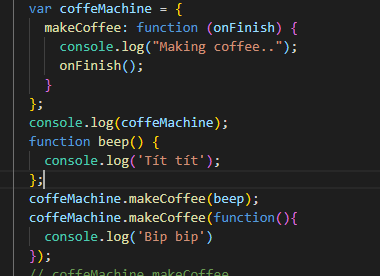 var coffeMachine = {
  makeCoffee: function (onFinish) {
    console.log("Making coffee..");
    onFinish();
  }
};
console.log(coffeMachine);
function beep() {
  console.log('Tít tít');
};
coffeMachine.makeCoffee(beep);
coffeMachine.makeCoffee(function(){
  console.log('Bip bip')
});
// coffeMachine.makeCoffee